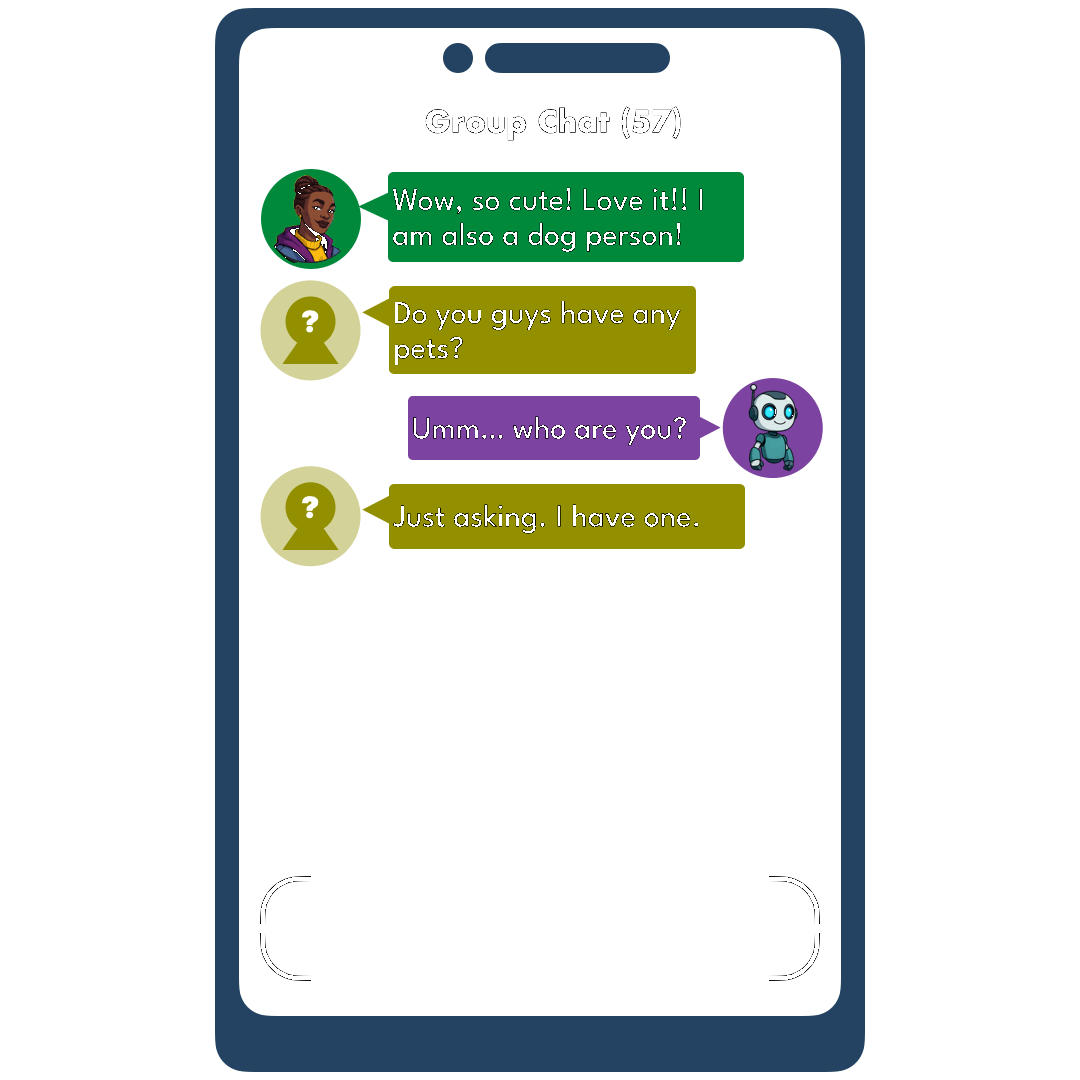 Group Chat (57)
Wow, so cute! Love it!! I
am also a dog person!
?
Do you guys have any
pets?
Umm... who are you?
?
Just asking. I have one.